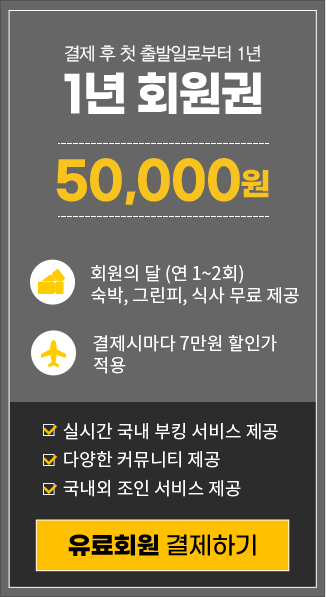 결제 후 첫 출발일로부터 1년
1년 회원권
50,000원
회원의 달 (연 1~2회)
숙박, 그린피, 식사 무료 제공
결제시마다 7만원 할인가
적용
실시간 국내 부킹 서비스 제공
다양한 커뮤니티 제공
국내외 조인 서비스 제공
유료회원 결제하기